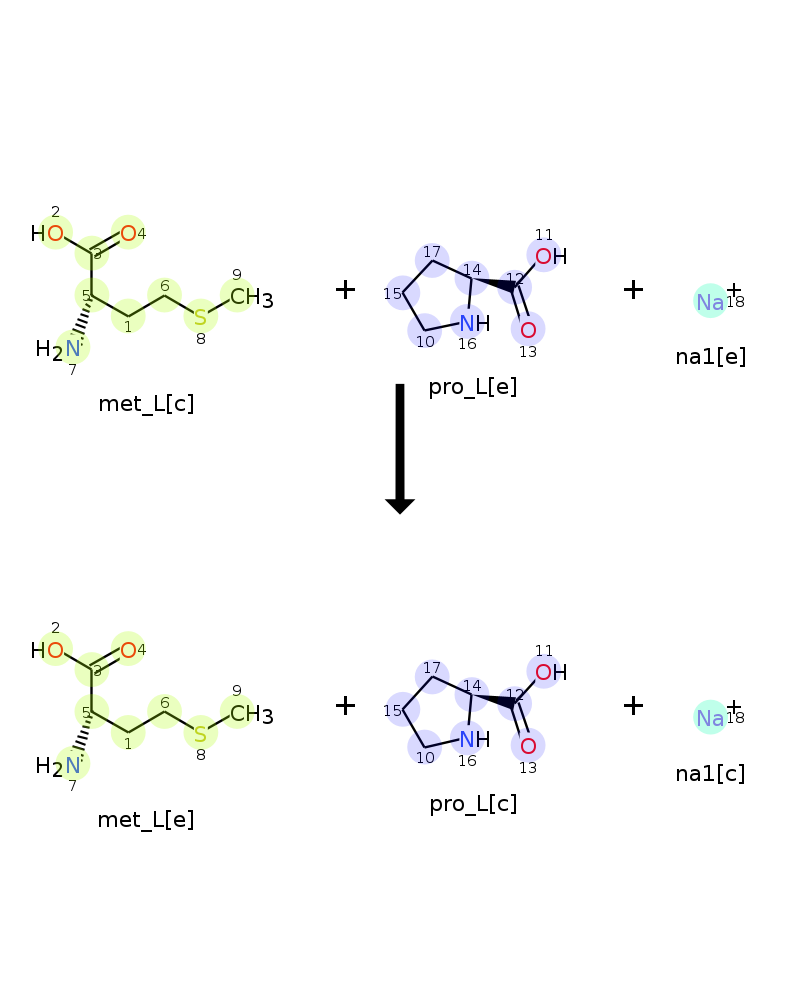 2
HO 3 O4
5 6 9
CH3
1 S
8
H2N
7
met_L[c]
+
17 14 11
12 OH
15
10 NH
16 O
13
pro_L[e]
+
Na+
18
na1[e]
2
HO 3 O4
5 6 9
CH3
1 S
8
H2N
7
met_L[e]
+
17 14 11
12 OH
15
10 NH
16 O
13
pro_L[c]
+
Na+
18
na1[c]